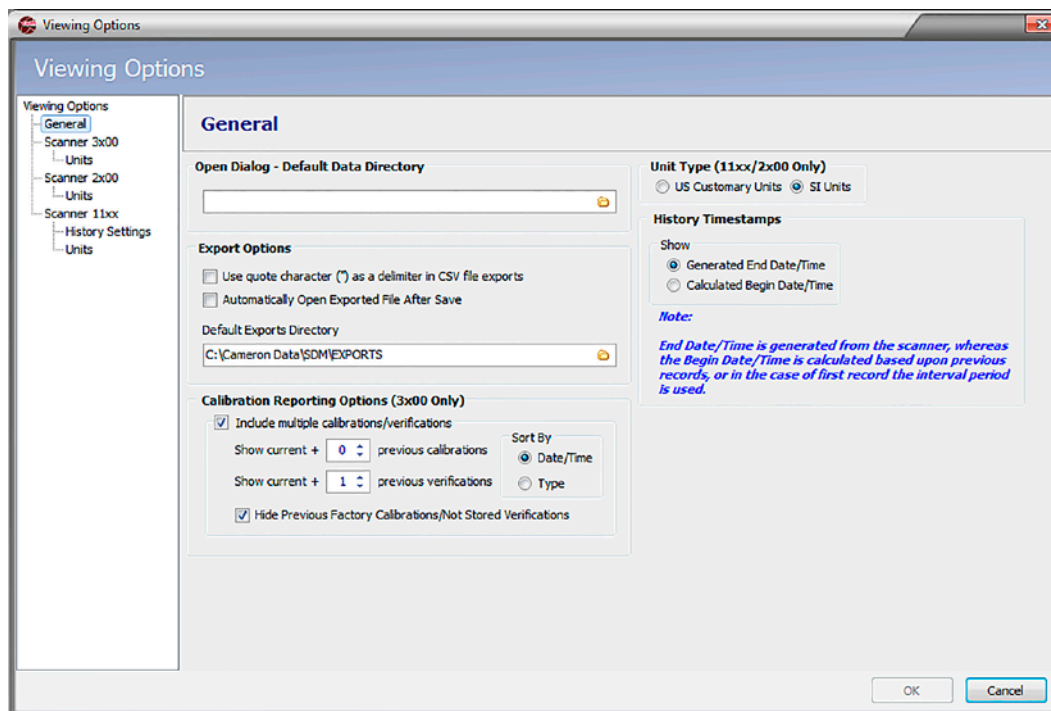 Viewing Options
Viewing Options
Viewing Options
General
Scanner 3x00
Units
Scanner 2x00
Units
Scanner 11xx
History Settings
Units
General
Open Dialog - Default Data Directory
Export Options
Use quote character (") as a delimiter in CSV file exports
Automatically Open Exported File After Save
Default Exports Directory
C:\Cameron Data\SDM\EXPORTS
Calibration Reporting Options (3x00 Only)
Include multiple calibrations/verifications
Show current + 0 previous calibrations
Show current + 1 previous verifications
Sort By
Date/Time
Type
Hide Previous Factory Calibrations/Not Stored Verifications
Unit Type (11xx/2x00 Only)
US Customary Units SI Units
History Timestamps
Show
Generated End Date/Time
Calculated Begin Date/Time
Note:
End Date/Time is generated from the scanner, whereas
the Begin Date/Time is calculated based upon previous
records, or in the case of first record the interval period
is used.
OK Cancel